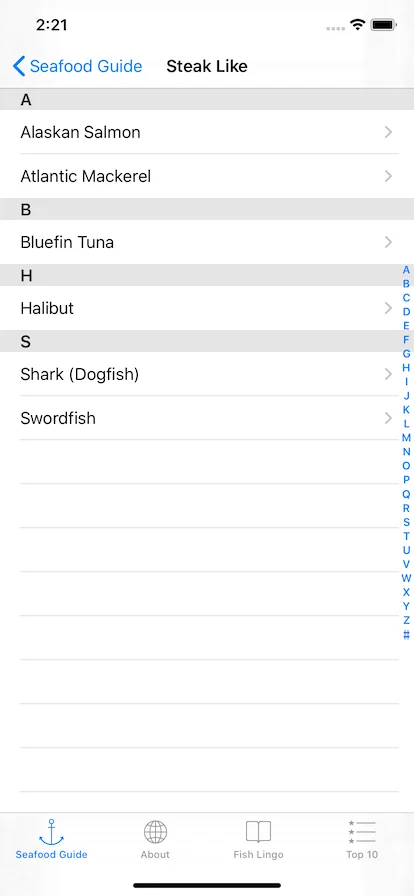 2:21
Seafood Guide
Steak Like
A
Alaskan Salmon
Atlantic Mackerel
B
Bluefin Tuna
H
Halibut
S
Shark (Dogfish)
Swordfish
A
B
C
D
E
F
G
H
I
J
K
L
M
N
O
P
Q
R
S
T
U
V
W
X
Y
Z
#
Seafood Guide
About
Fish Lingo
Top 10